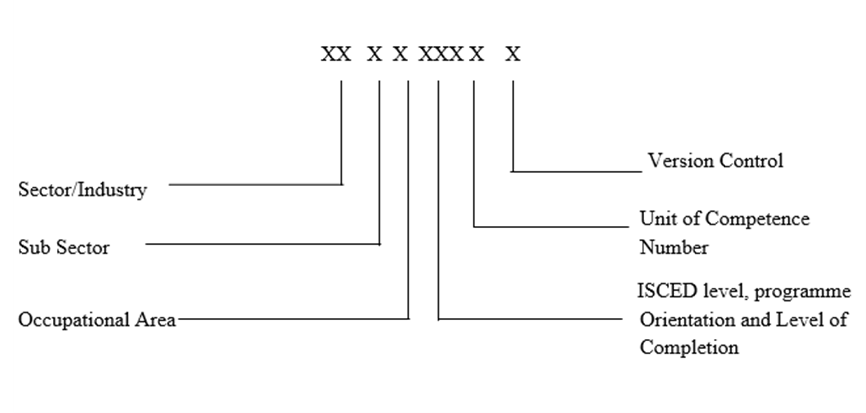 XX X X XXX X X
Version Control
Sector/Industry
Unit of Competence
Number
Sub Sector
ISCED level, programme
Occupational Area
Orientation and Level of
Completion